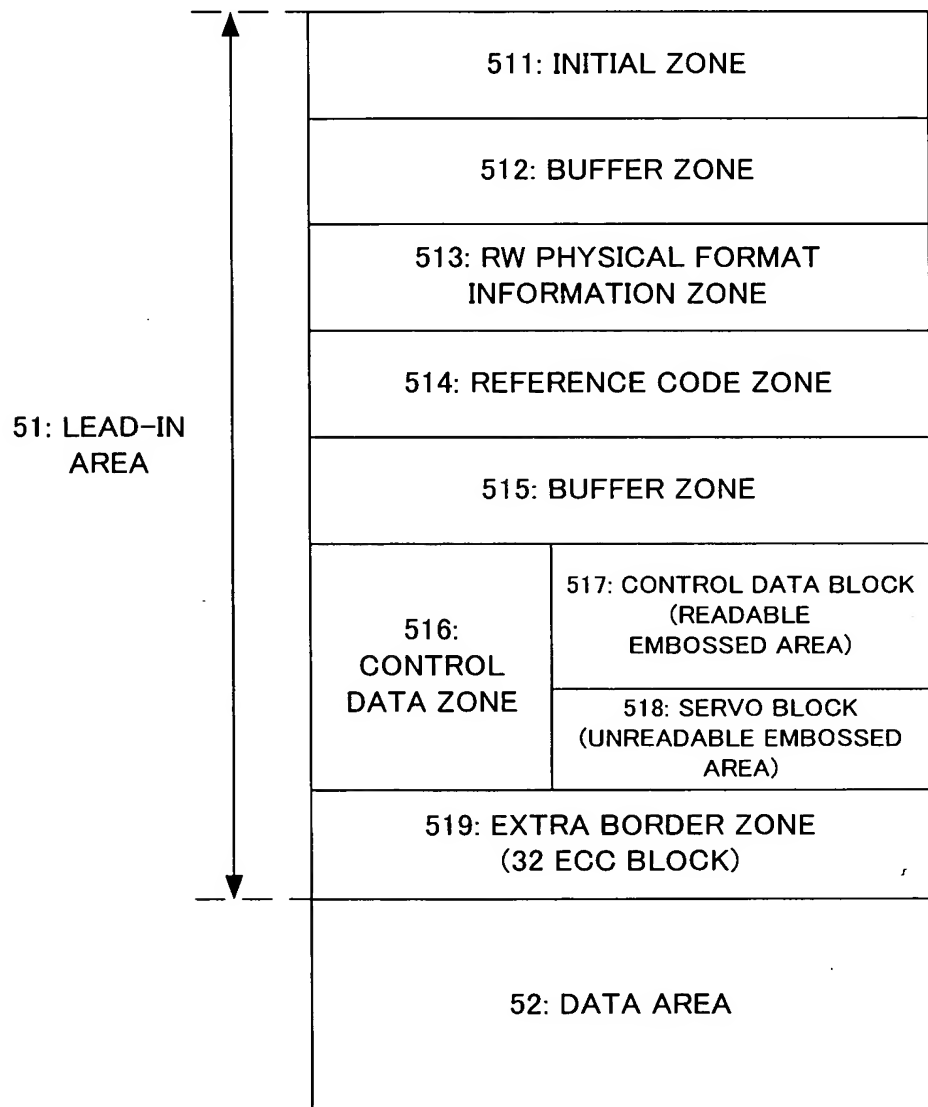 511: INITIAL ZONE
512: BUFFER ZONE
513: RW PHYSICAL FORMAT
INFORMATION ZONE
514: REFERENCE CODE ZONE
51: LEAD-IN
AREA
515: BUFFER ZONE
516:
CONTROL
DATA ZONE
517: CONTROL DATA BLOCK
(READABLE
EMBOSSED AREA)
518: SERVO BLOCK
(UNREADABLE EMBOSSED
AREA)
519: EXTRA BORDER ZONE
(32 ECC BLOCK)
52: DATA AREA